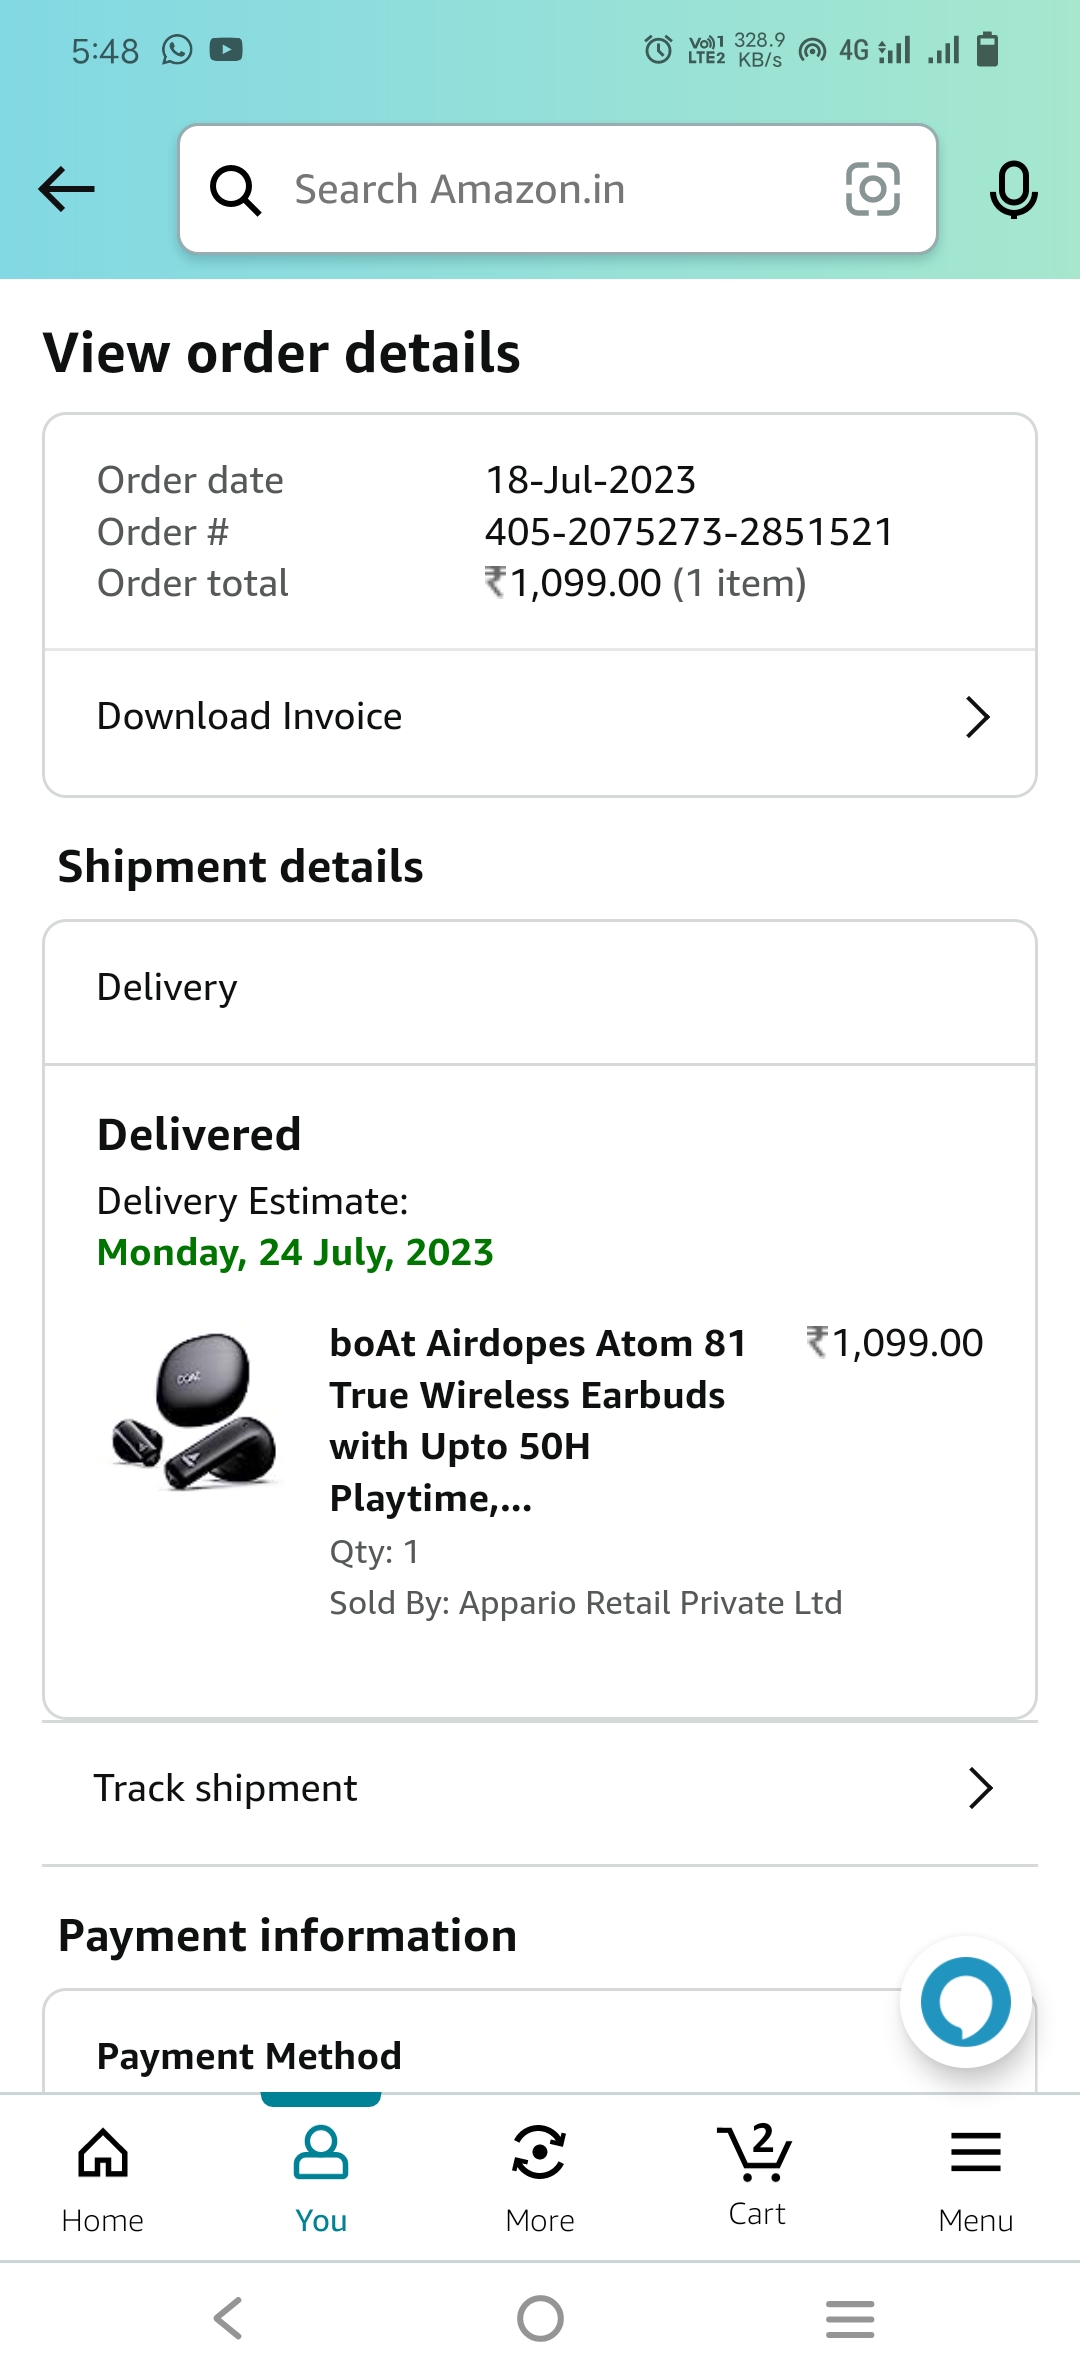 5:48
Vo)) 1
LTE2
328.9
KB/s
4G
Search Amazon.in
View order details
Order date 18-Jul-2023
Order # 405-2075273-2851521
Order total ₹1,099.00 (1 item)
Download Invoice
Shipment details
Delivery
Delivered
Delivery Estimate:
Monday, 24 July, 2023
boAt Airdopes Atom 81 ₹1,099.00
True Wireless Earbuds
with Upto 50H
Playtime,...
Qty: 1
Sold By: Appario Retail Private Ltd
Track shipment
Payment information
Payment Method
2
Home You More Cart Menu